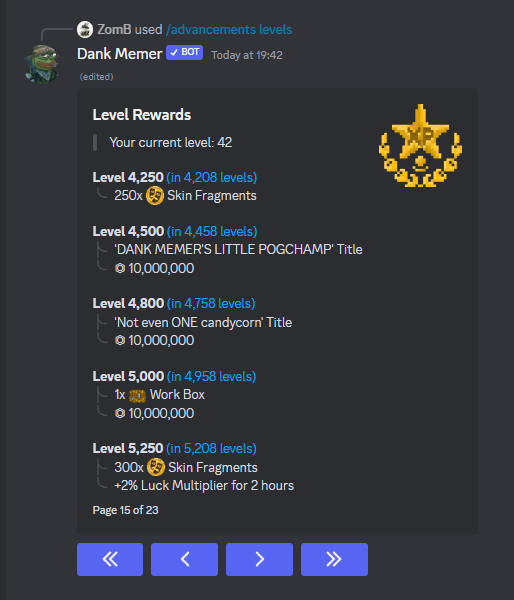 ZomB used /advancements levels
Dank Memer ✓ BOT Today at 19:42
(edited)
Level Rewards
Your current level: 42
XP
Level 4,250 (in 4,208 levels)
250x Skin Fragments
Level 4,500 (in 4,458 levels)
'DANK MEMER'S LITTLE POGCHAMP' Title
10,000,000
Level 4,800 (in 4,758 levels)
'Not even ONE candycorn' Title
10,000,000
Level 5,000 (in 4,958 levels)
1x Work Box
10,000,000
Level 5,250 (in 5,208 levels)
300x Skin Fragments
+2% Luck Multiplier for 2 hours
Page 15 of 23